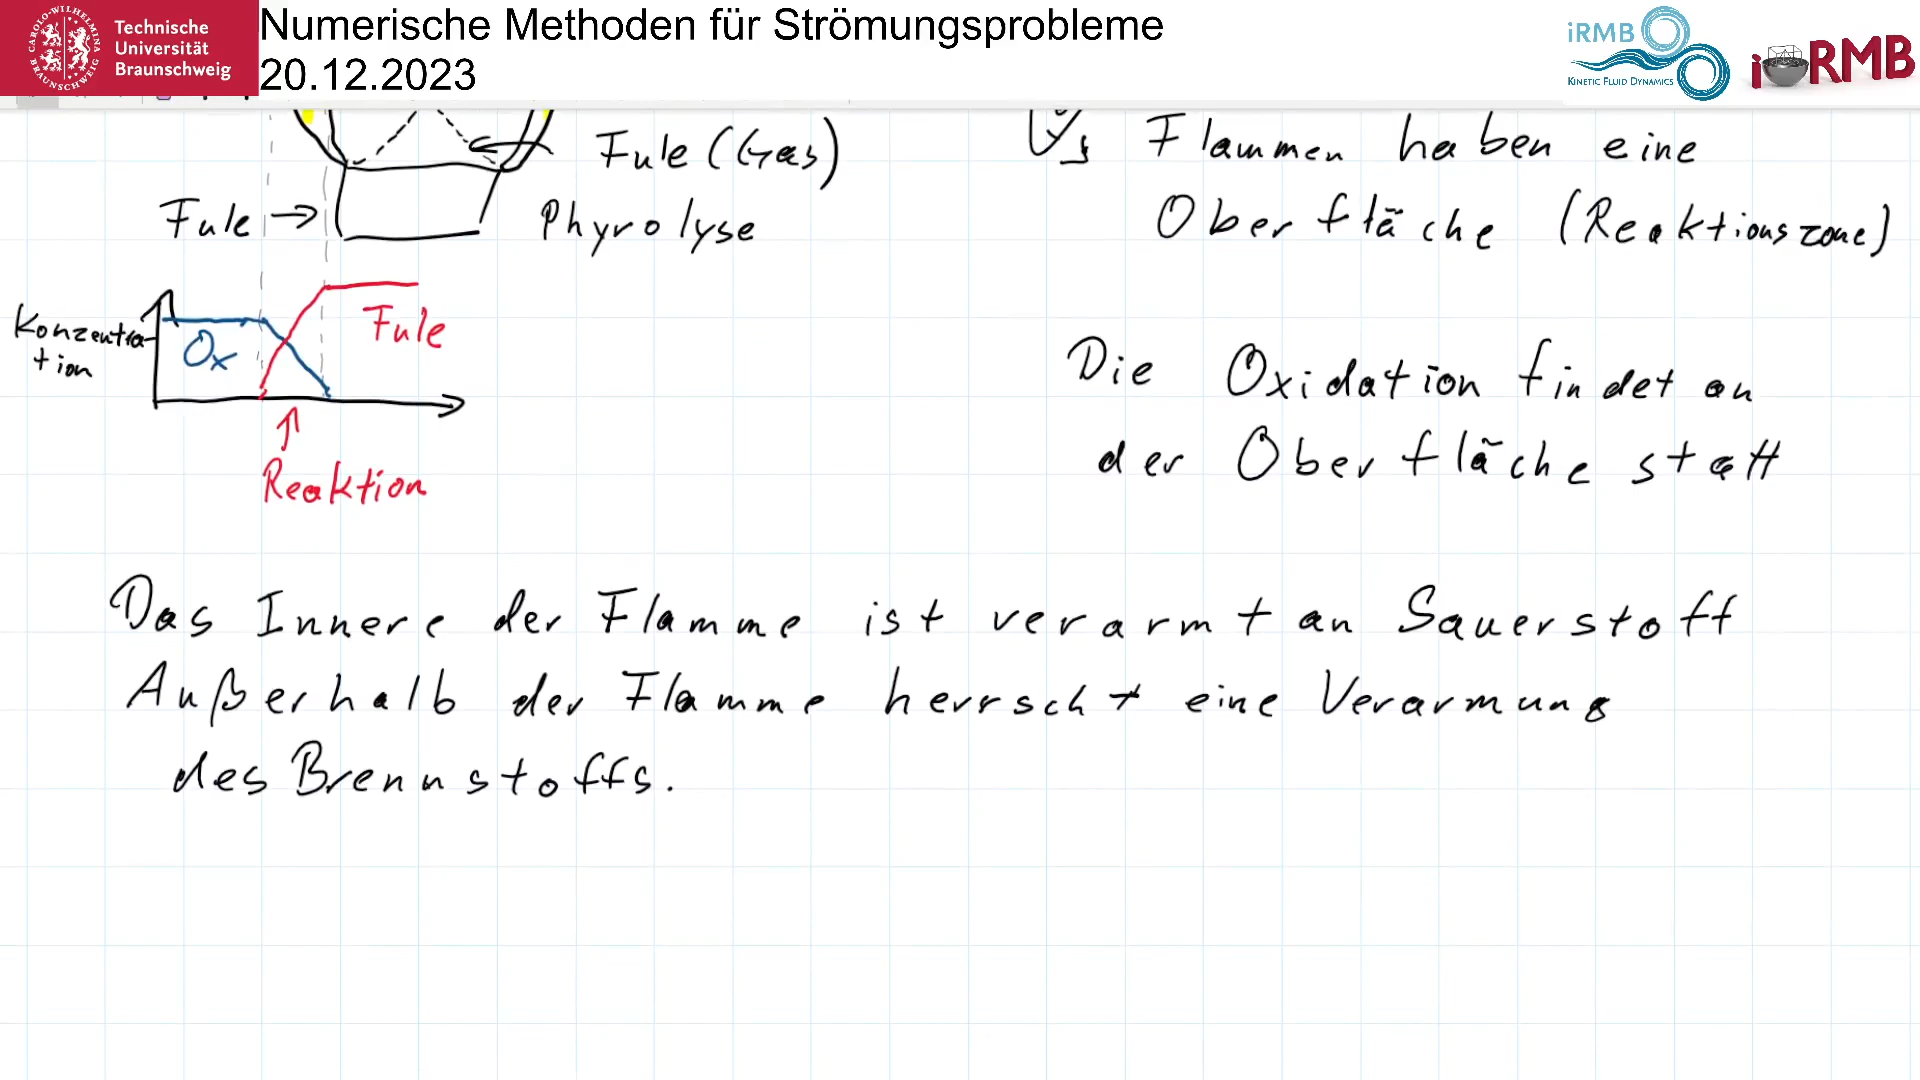 Technische
Universität
Braunschweig
Numerische Methoden für Strömungsprobleme
20.12.2023
iRMB
KINETIC FLUID DYNAMICS
iRMB
Fule (Gas)
Fule →
Phyrolyse
Flammen haben eine
Oberfläche (Reaktionszone)
Konzentra-
tion
Ox
Fule
Reaktion
Die Oxidation findet an
der Oberfläche statt
Das Innere der Flamme ist verarmt an Sauerstoff
Außerhalb der Flamme herrscht eine Verarmung
des Brennstoffs.